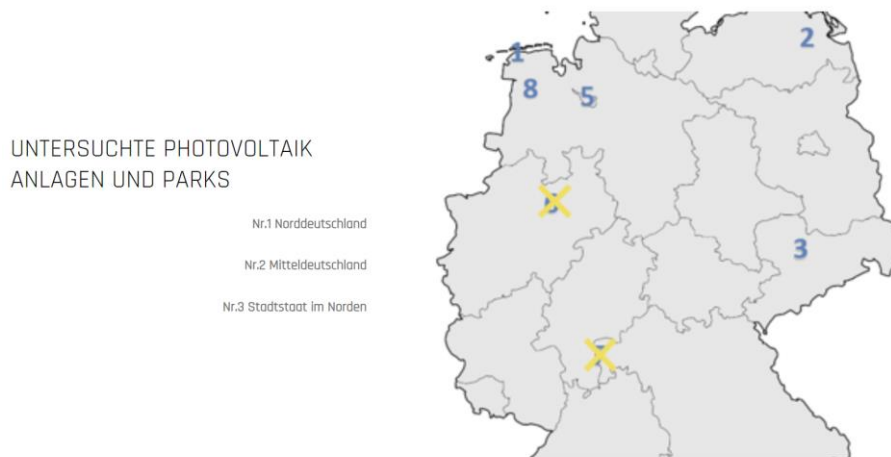 UNTERSUCHTE PHOTOVOLTAIK
ANLAGEN UND PARKS
Nr.1 Norddeutschland
Nr.2 Mitteldeutschland
Nr.3 Stadtstaat im Norden
1
2
8
5
3